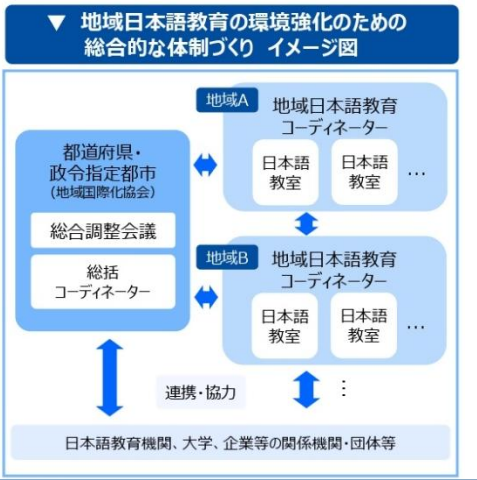 ▼ 地域日本語教育の環境強化のための
総合的な体制づくり イメージ図
都道府県・
政令指定都市
(地域国際化協会)
総合調整会議
総括
コーディネーター
地域A
地域日本語教育
コーディネーター
日本語
教室
日本語
教室
…
地域B
地域日本語教育
コーディネーター
日本語
教室
日本語
教室
…
連携・協力
⋮
日本語教育機関、大学、企業等の関係機関・団体等